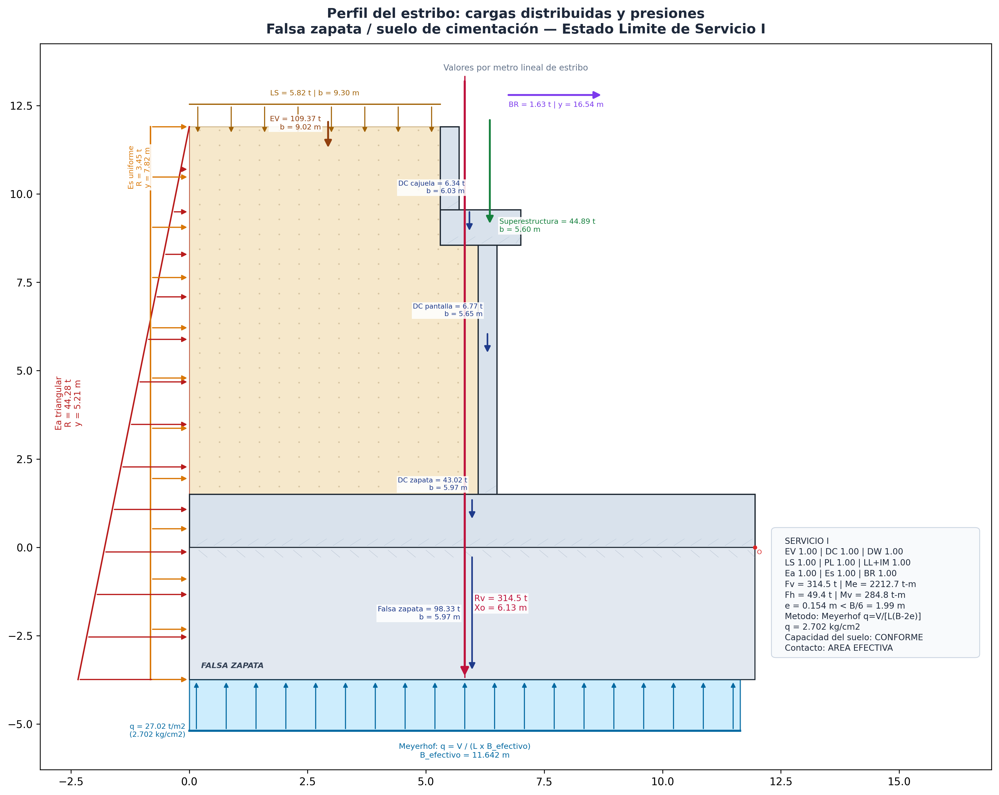 Perfil del estribo: cargas distribuidas y presiones
Falsa zapata / suelo de cimentación — Estado Limite de Servicio I
Valores por metro lineal de estribo
LS = 5.82 t | b = 9.30 m
BR = 1.63 t | y = 16.54 m
EV = 109.37 t
b = 9.02 m
Es uniforme
R = 3.45 t
y = 7.82 m
DC cajuela = 6.34 t
b = 6.03 m
Superestructura = 44.89 t
b = 5.60 m
DC pantalla = 6.77 t
b = 5.65 m
Ea triangular
R = 44.28 t
y = 5.21 m
DC zapata = 43.02 t
b = 5.97 m
O
SERVICIO I
EV 1.00 | DC 1.00 | DW 1.00
LS 1.00 | PL 1.00 | LL+IM 1.00
Ea 1.00 | Es 1.00 | BR 1.00
Fv = 314.5 t | Me = 2212.7 t-m
Fh = 49.4 t | Mv = 284.8 t-m
e = 0.154 m < B/6 = 1.99 m
Metodo: Meyerhof q=V/[L(B-2e)]
q = 2.702 kg/cm2
Capacidad del suelo: CONFORME
Contacto: AREA EFECTIVA
Rv = 314.5 t
Xo = 6.13 m
Falsa zapata = 98.33 t
b = 5.97 m
FALSA ZAPATA
q = 27.02 t/m2
(2.702 kg/cm2)
Meyerhof: q = V / (L x B_efectivo)
B_efectivo = 11.642 m
12.5
10.0
7.5
5.0
2.5
0.0
−2.5
−5.0
−2.5
0.0
2.5
5.0
7.5
10.0
12.5
15.0